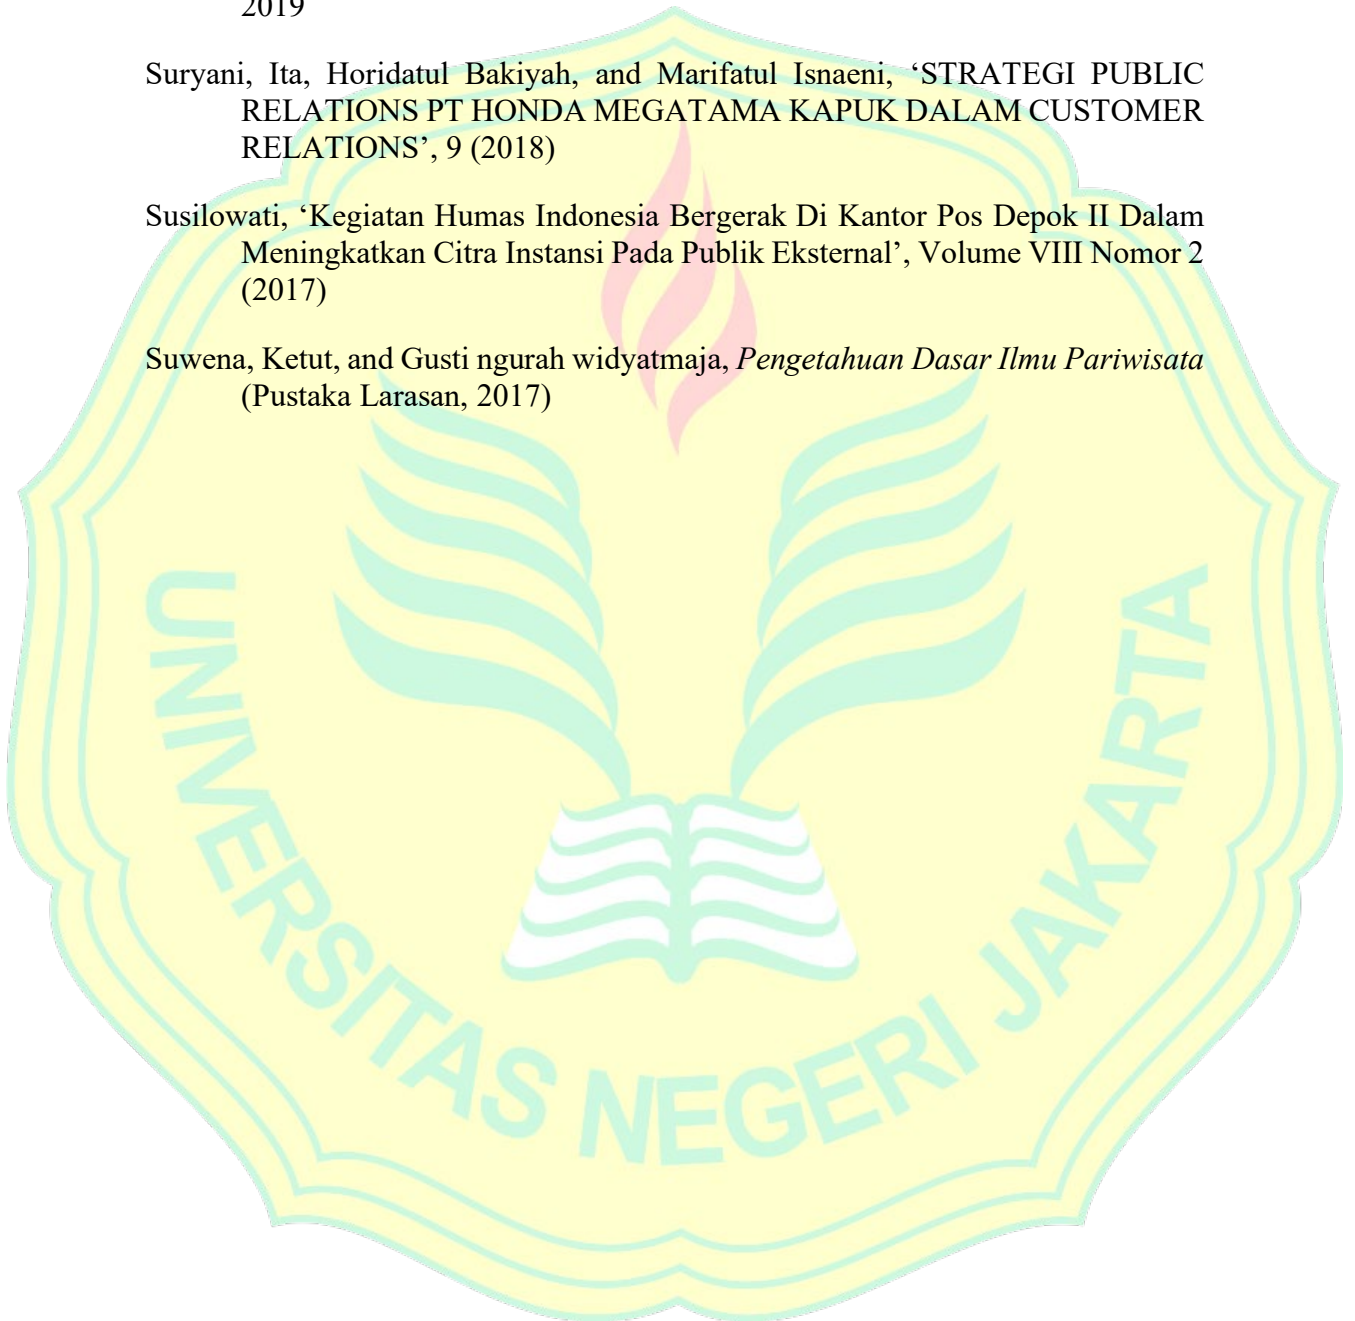 2019
Suryani, Ita, Horidatul Bakiyah, and Marifatul Isnaeni, ‘STRATEGI PUBLIC
RELATIONS PT HONDA MEGATAMA KAPUK DALAM CUSTOMER
RELATIONS’, 9 (2018)
Susilowati, ‘Kegiatan Humas Indonesia Bergerak Di Kantor Pos Depok II Dalam
Meningkatkan Citra Instansi Pada Publik Eksternal’, Volume VIII Nomor 2
(2017)
Suwena, Ketut, and Gusti ngurah widyatmaja, Pengetahuan Dasar Ilmu Pariwisata
(Pustaka Larasan, 2017)
UNIVERSITAS NEGERI JAKARTA